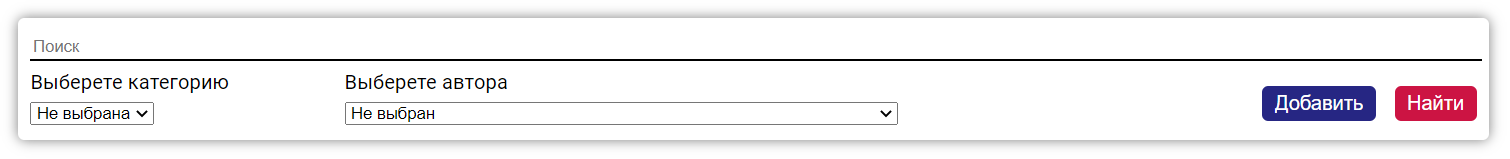 Поиск
Выберете категорию
Выберете автора
Не выбрана
Не выбран
Добавить
Найти